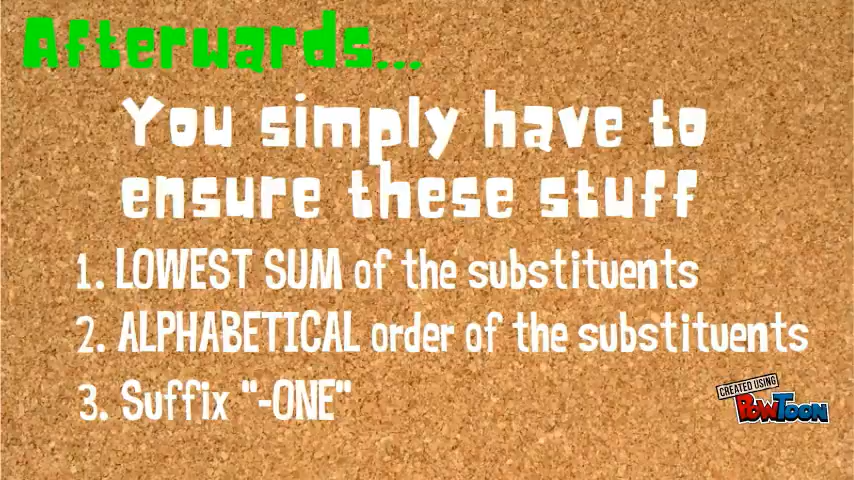 Afterwards...
You simply have to
ensure these stuff
1. LOWEST SUM of the substituents
2. ALPHABETICAL order of the substituents
3. Suffix "-ONE"
CREATED USING
POWTOON